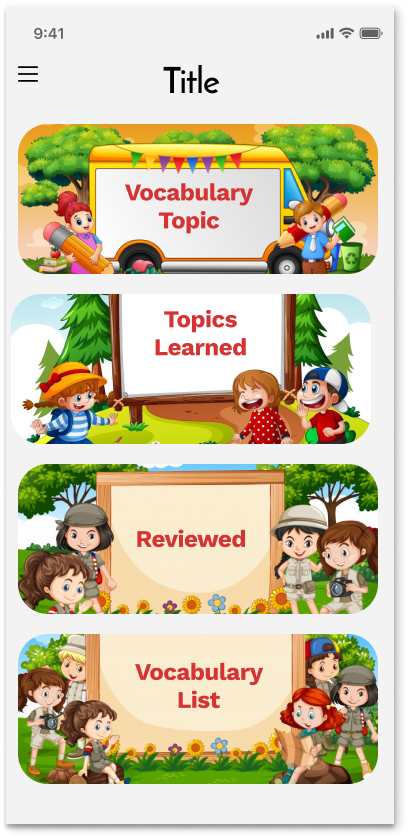 9:41
Title
Vocabulary
Topic
Topics
Learned
Reviewed
Vocabulary
List